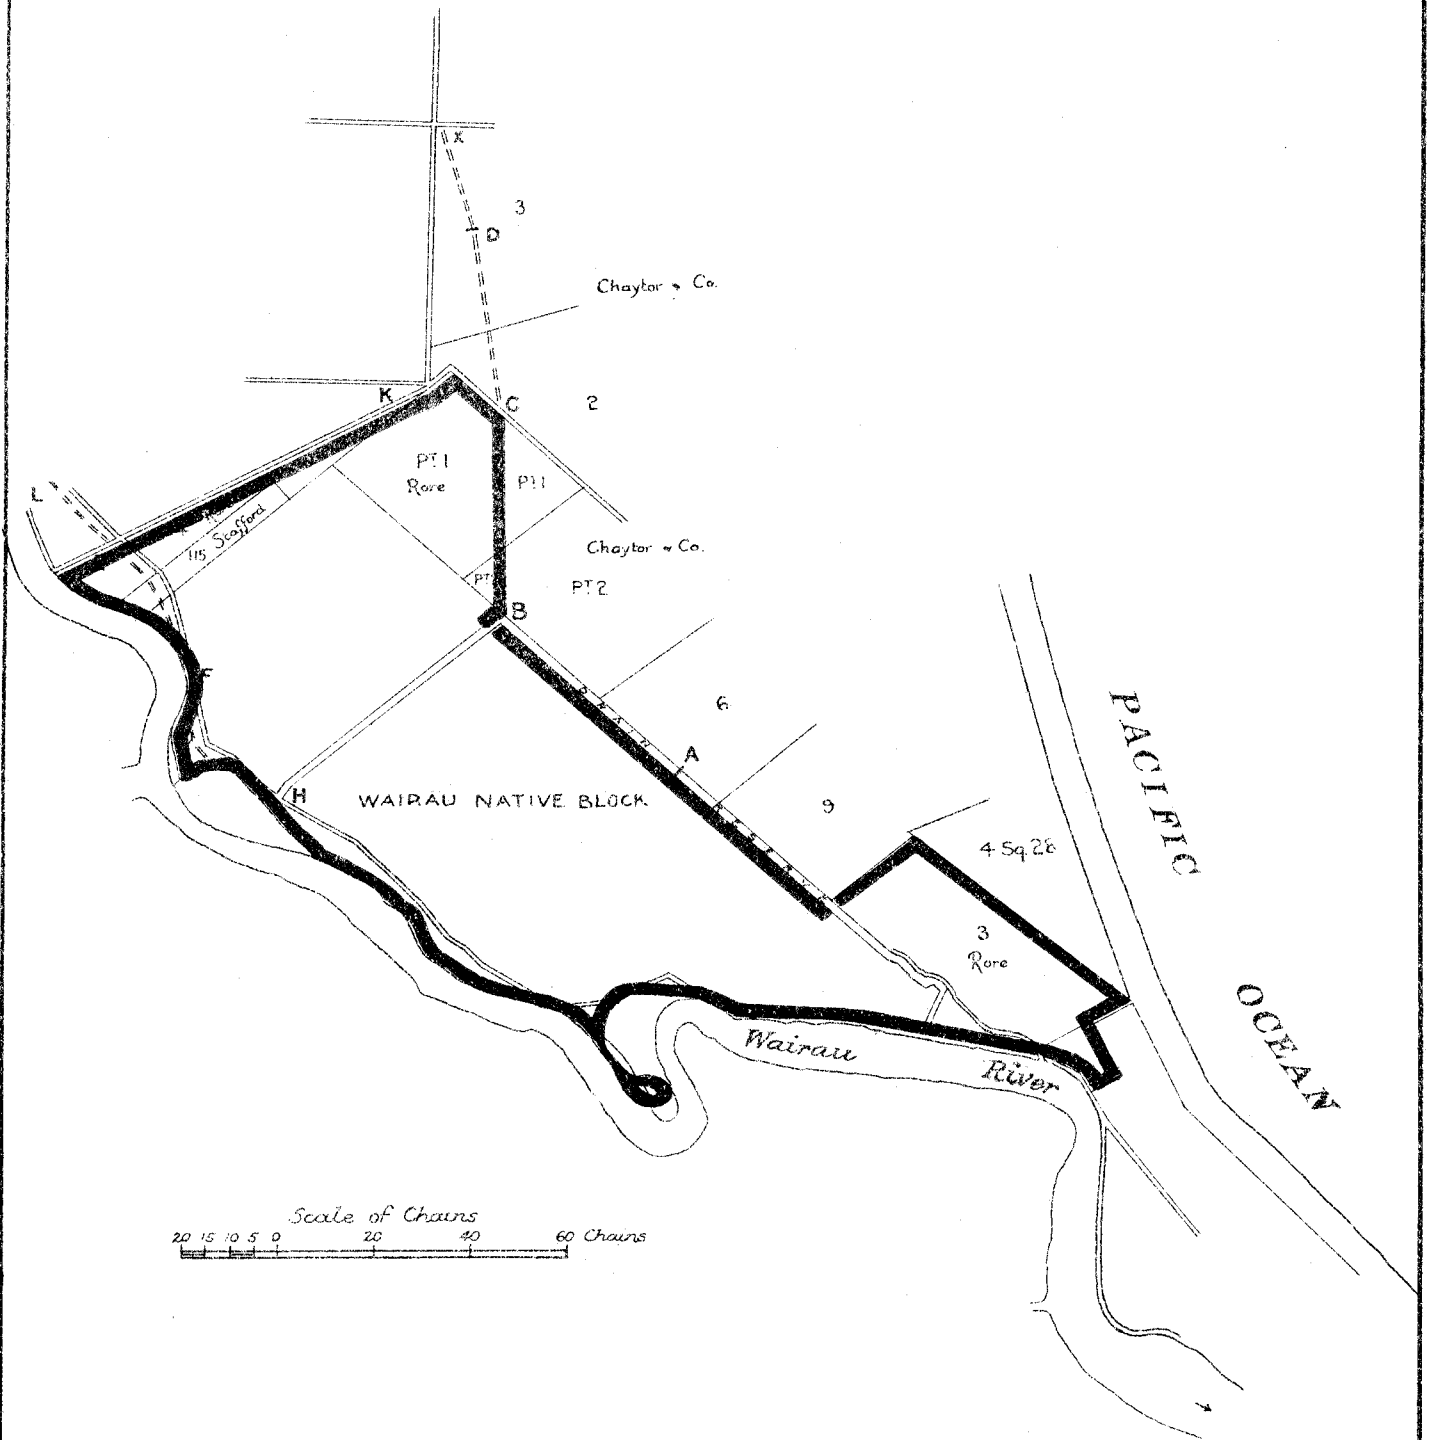 X
3
D
Chaytor & Co.
K
C
2
PT 1
Rore
PT 1
L
115 Scafford
Chaytor & Co.
PT
PT 2
B
F
6
A
H
WAIRAU NATIVE BLOCK
9
4 Sq. 28
PACIFIC
OCEAN
3
Rore
Wairau
River
Scale of Chains
20 15 10 5 0 20 40 60 Chains